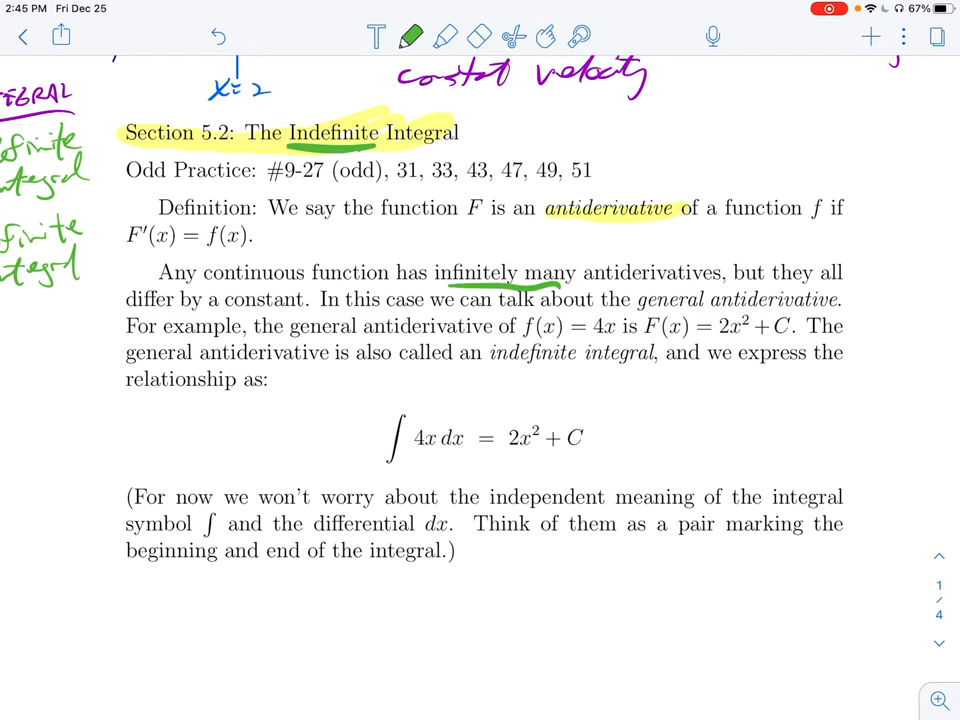 2:45 PM Fri Dec 25
67%
T
constat velocity
x=2
Section 5.2: The Indefinite Integral
Odd Practice: #9-27 (odd), 31, 33, 43, 47, 49, 51
Definition: We say the function F is an antiderivative of a function f if
F′(x) = f(x).
Any continuous function has infinitely many antiderivatives, but they all
differ by a constant. In this case we can talk about the general antiderivative.
For example, the general antiderivative of f(x) = 4x is F(x) = 2x² + C. The
general antiderivative is also called an indefinite integral, and we express the
relationship as:
∫ 4x dx = 2x² + C
(For now we won't worry about the independent meaning of the integral
symbol ∫ and the differential dx. Think of them as a pair marking the
beginning and end of the integral.)
1
/
4